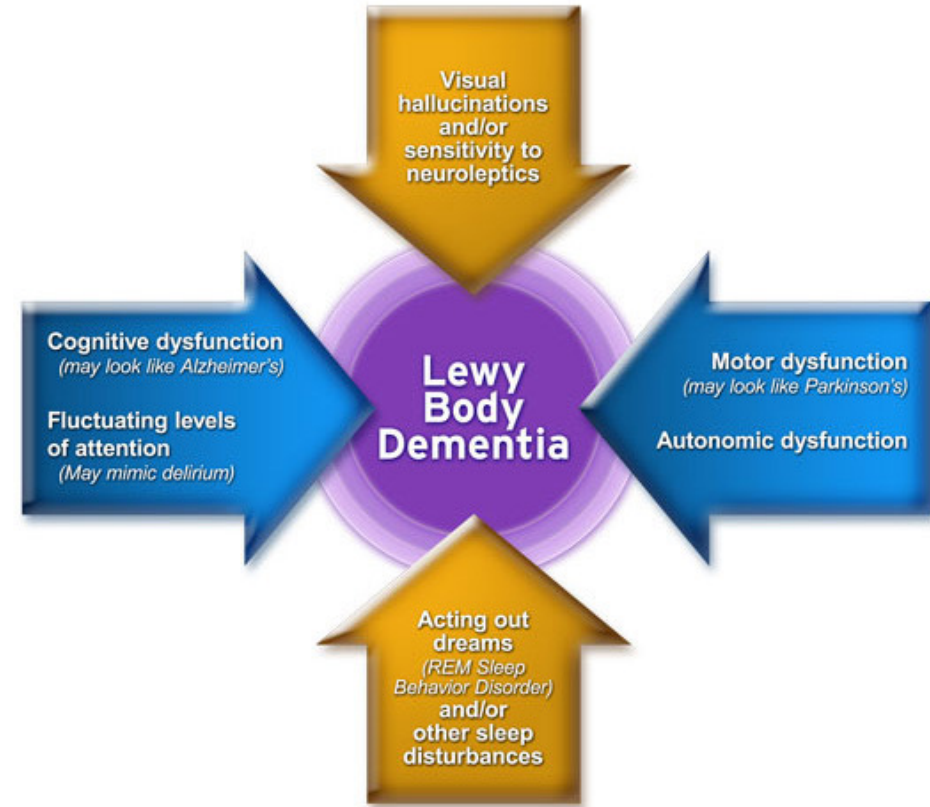 Visual
hallucinations
and/or
sensitivity to
neuroleptics
Cognitive dysfunction
(may look like Alzheimer's)
Fluctuating levels
of attention
(May mimic delirium)
Lewy
Body
Dementia
Motor dysfunction
(may look like Parkinson's)
Autonomic dysfunction
Acting out
dreams
(REM Sleep
Behavior Disorder)
and/or
other sleep
disturbances